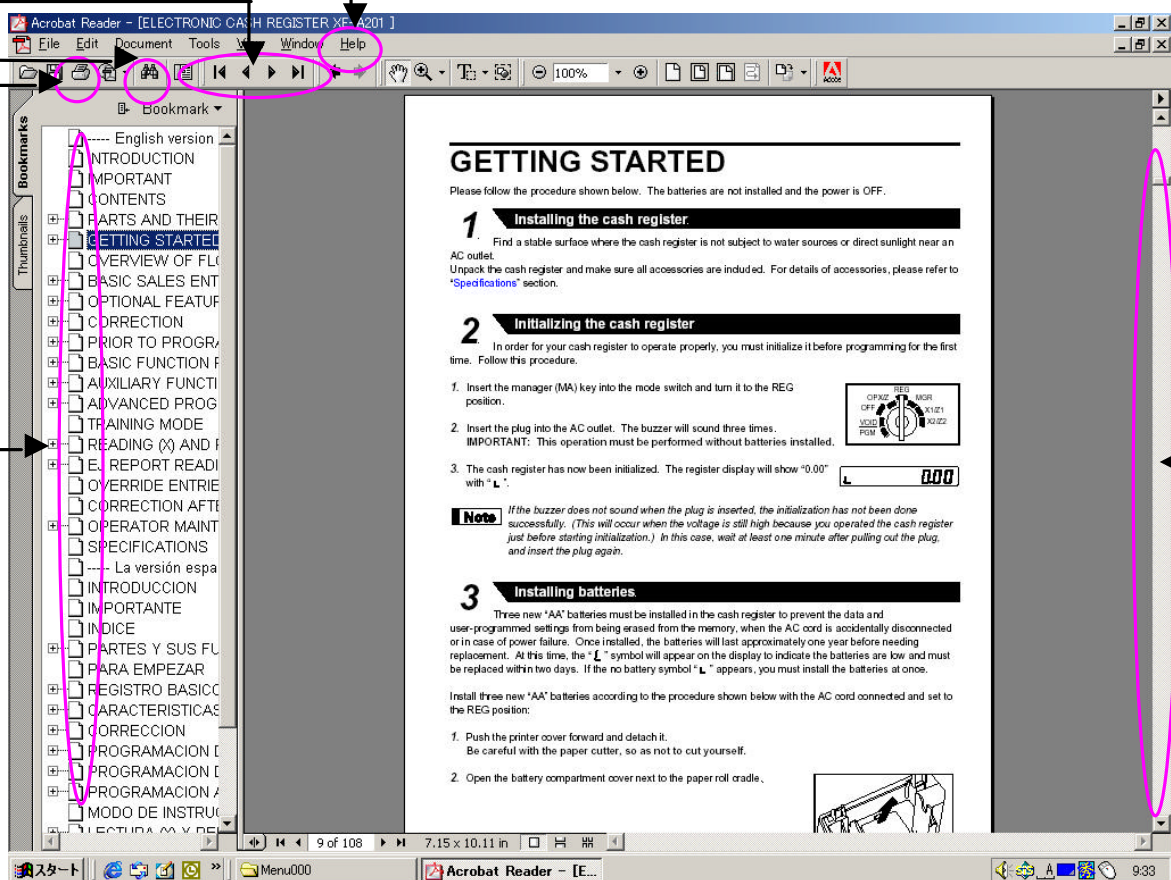 Acrobat Reader - [ELECTRONIC CASH REGISTER XE-A201 ]
File Edit Document Tools Window Help
100%
Adobe
Bookmarks
Thumbnails
Bookmark
----- English version
INTRODUCTION
IMPORTANT
CONTENTS
PARTS AND THEIR
GETTING STARTED
OVERVIEW OF FLO
BASIC SALES ENT
OPTIONAL FEATUR
CORRECTION
PRIOR TO PROGRA
BASIC FUNCTION P
AUXILIARY FUNCTI
ADVANCED PROG
TRAINING MODE
READING (X) AND R
EJ REPORT READI
OVERRIDE ENTRIE
CORRECTION AFTE
OPERATOR MAINT
SPECIFICATIONS
----- La versión espa
INTRODUCCION
IMPORTANTE
INDICE
PARTES Y SUS FU
PARA EMPEZAR
REGISTRO BASICO
CARACTERISTICAS
CORRECCION
PROGRAMACION D
PROGRAMACION D
PROGRAMACION A
MODO DE INSTRUC
GETTING STARTED
Please follow the procedure shown below. The batteries are not installed and the power is OFF.
1 Installing the cash register
Find a stable surface where the cash register is not subject to water sources or direct sunlight near an
AC outlet.
Unpack the cash register and make sure all accessories are included. For details of accessories, please refer to
"Specifications" section.
2 Initializing the cash register
In order for your cash register to operate properly, you must initialize it before programming for the first
time. Follow this procedure.
1. Insert the manager (MA) key into the mode switch and turn it to the REG
position.
2. Insert the plug into the AC outlet. The buzzer will sound three times.
IMPORTANT: This operation must be performed without batteries installed.
REG
OPX/Z MGR
OFF X1/Z1
VOID X2/Z2
PGM
3. The cash register has now been initialized. The register display will show "0.00"
with " ".
0.00
Note If the buzzer does not sound when the plug is inserted, the initialization has not been done
successfully. (This will occur when the voltage is still high because you operated the cash register
just before starting initialization.) In this case, wait at least one minute after pulling out the plug,
and insert the plug again.
3 Installing batteries
Three new "AA" batteries must be installed in the cash register to prevent the data and
user-programmed settings from being erased from the memory, when the AC cord is accidentally disconnected
or in case of power failure. Once installed, the batteries will last approximately one year before needing
replacement. At this time, the " " symbol will appear on the display to indicate the batteries are low and must
be replaced within two days. If the no battery symbol " " appears, you must install the batteries at once.
Install three new "AA" batteries according to the procedure shown below with the AC cord connected and set to
the REG position:
1. Push the printer cover forward and detach it.
Be careful with the paper cutter, so as not to cut yourself.
2. Open the battery compartment cover next to the paper roll cradle、
9 of 108 7.15 x 10.11 in
スタート Menu000 Acrobat Reader - [E... A 9:33